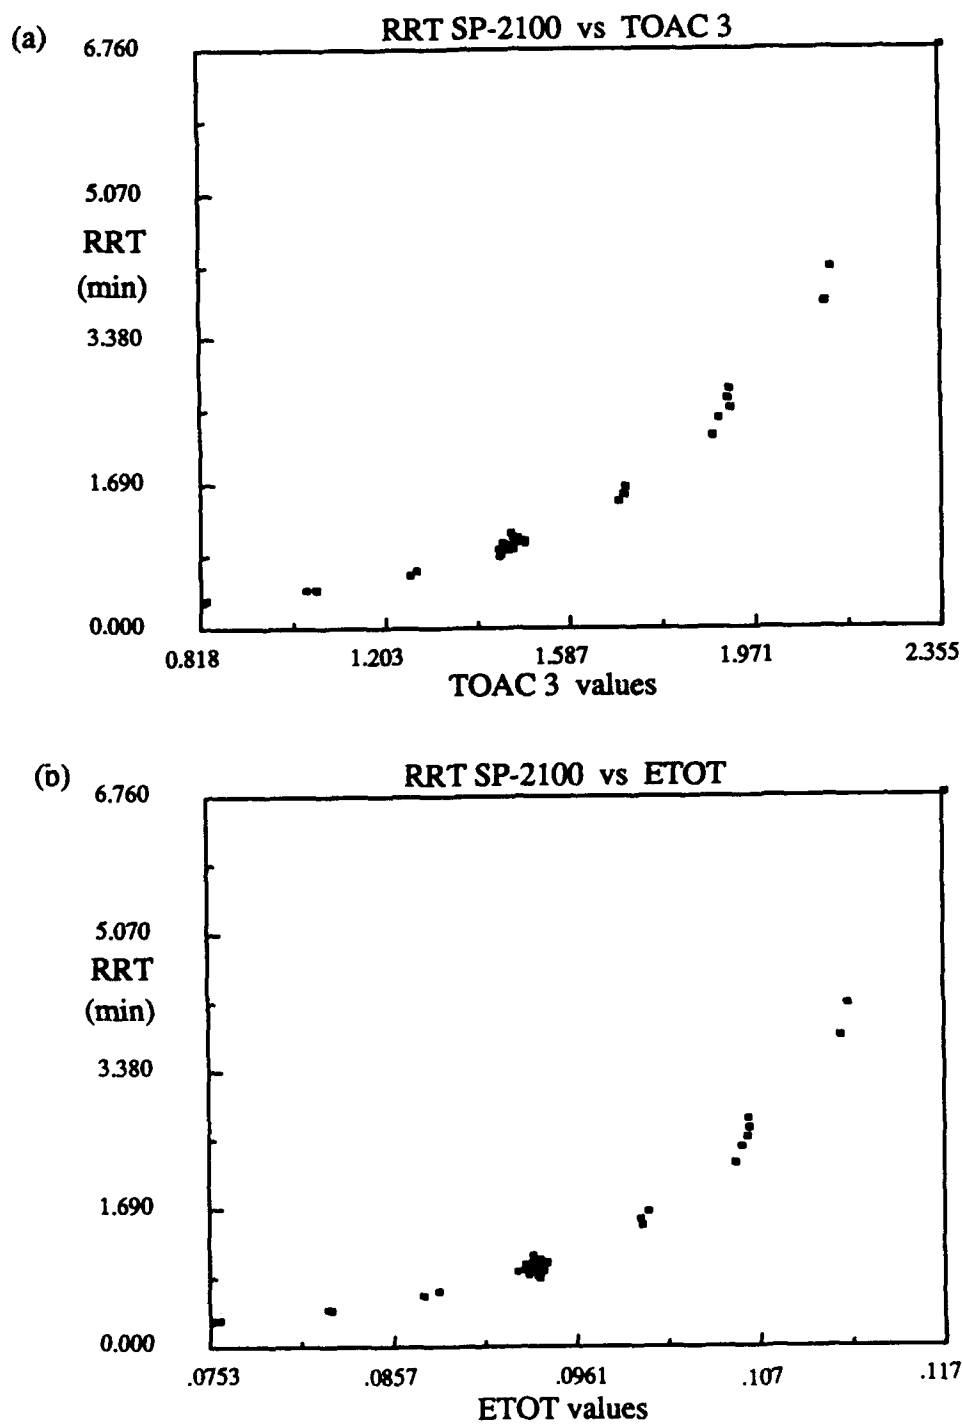 (a)
RRT SP-2100 vs TOAC 3
6.760
5.070
RRT
(min)
3.380
1.690
0.000
0.818 1.203 1.587 1.971 2.355
TOAC 3 values
(b)
RRT SP-2100 vs ETOT
6.760
5.070
RRT
(min)
3.380
1.690
0.000
.0753 .0857 .0961 .107 .117
ETOT values